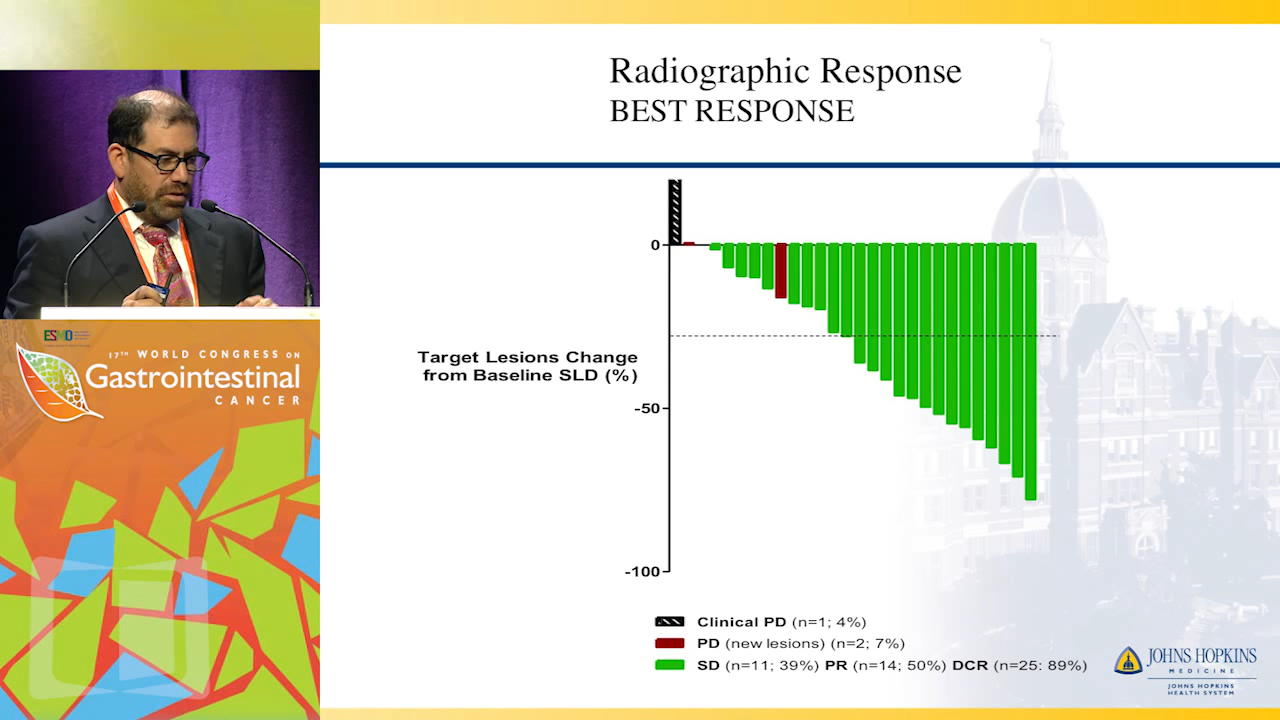 Radiographic Response
BEST RESPONSE
0
Target Lesions Change
from Baseline SLD (%)
-50
-100
Clinical PD (n=1; 4%)
PD (new lesions) (n=2; 7%)
SD (n=11; 39%) PR (n=14; 50%) DCR (n=25: 89%)
JOHNS HOPKINS
MEDICINE
JOHNS HOPKINS
HEALTH SYSTEM
ESMO
17TH WORLD CONGRESS ON
Gastrointestinal
CANCER